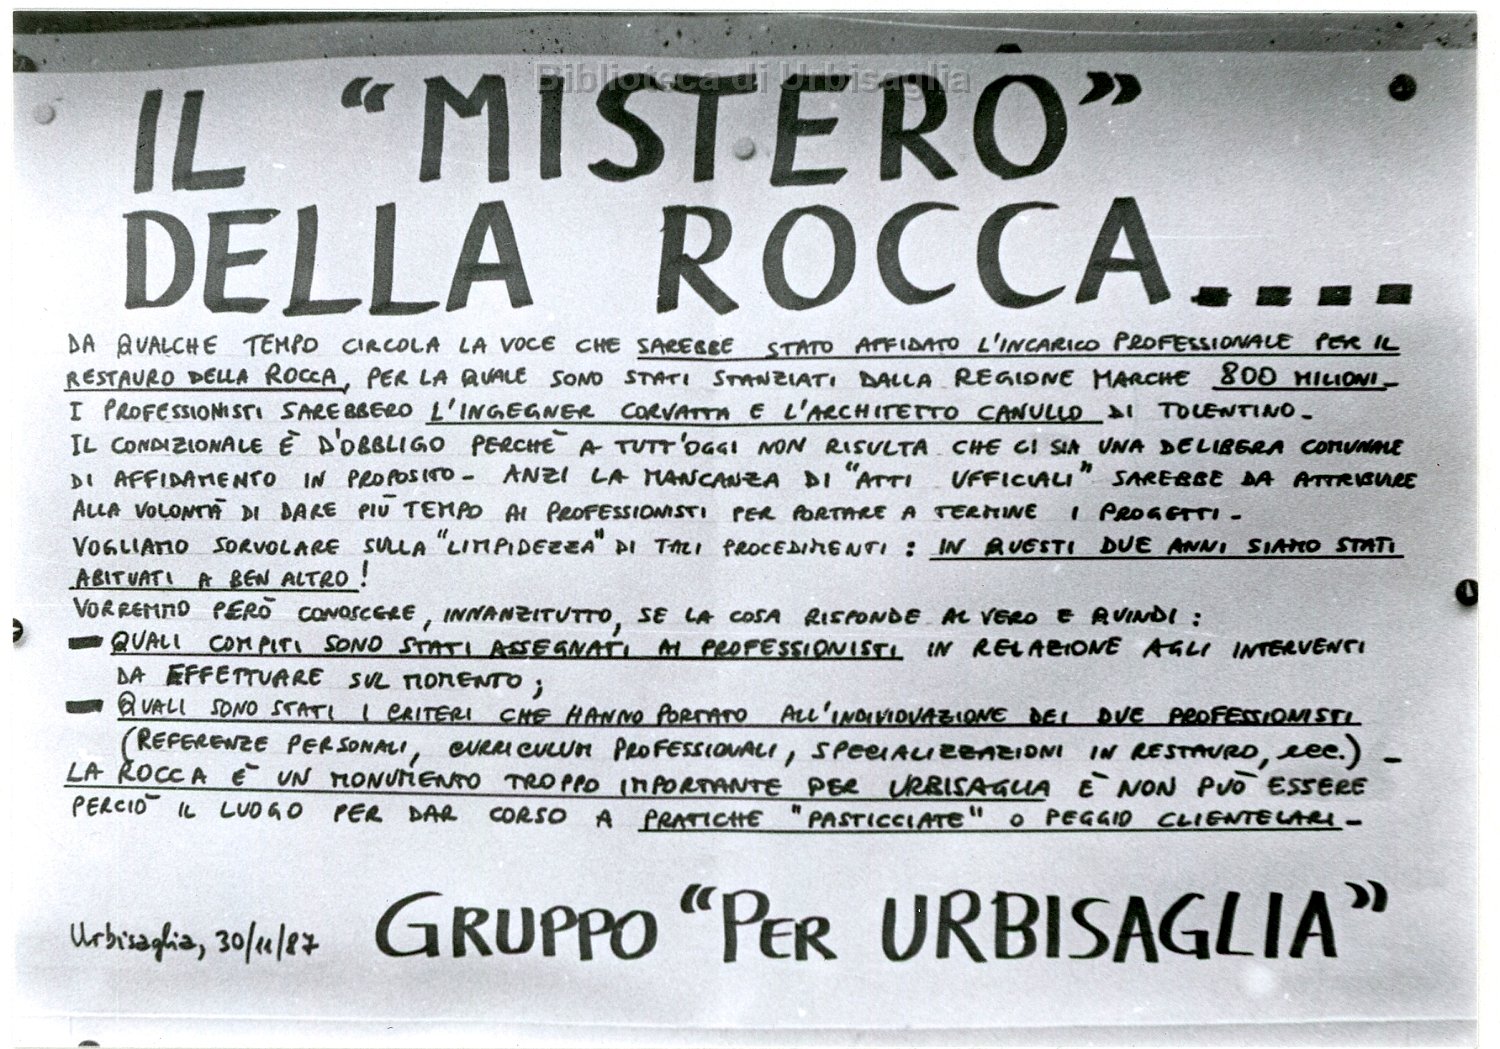 Biblioteca di Urbisaglia
IL "MISTERO"
DELLA ROCCA....
DA QUALCHE TEMPO CIRCOLA LA VOCE CHE SAREBBE STATO AFFIDATO L'INCARICO PROFESSIONALE PER IL
RESTAURO DELLA ROCCA, PER LA QUALE SONO STATI STANZIATI DALLA REGIONE MARCHE 800 MILIONI_
I PROFESSIONISTI SAREBBERO L'INGEGNER CORVATTA E L'ARCHITETTO CANULLO DI TOLENTINO_
IL CONDIZIONALE È D'OBBLIGO PERCHÈ A TUTT'OGGI NON RISULTA CHE CI SIA UNA DELIBERA COMUNALE
DI AFFIDAMENTO IN PROPOSITO_ ANZI LA MANCANZA DI "ATTI UFFICIALI" SAREBBE DA ATTRIBUIRE
ALLA VOLONTÀ DI DARE PIÙ TEMPO AI PROFESSIONISTI PER PORTARE A TERMINE I PROGETTI_
VOGLIAMO SORVOLARE SULLA "LIMPIDEZZA" DI TALI PROCEDIMENTI: IN QUESTI DUE ANNI SIAMO STATI
ABITUATI A BEN ALTRO!
VORREMMO PERÒ CONOSCERE, INNANZITUTTO, SE LA COSA RISPONDE AL VERO E QUINDI:
- QUALI COMPITI SONO STATI ASSEGNATI AI PROFESSIONISTI IN RELAZIONE AGLI INTERVENTI
DA EFFETTUARE SUL MOMENTO;
- QUALI SONO STATI I CRITERI CHE HANNO PORTATO ALL'INDIVIDUAZIONE DEI DUE PROFESSIONISTI
(REFERENZE PERSONALI, CURRICULUM PROFESSIONALI, SPECIALIZZAZIONI IN RESTAURO, ecc.)_
LA ROCCA È UN MONUMENTO TROPPO IMPORTANTE PER URBISAGLIA È NON PUÒ ESSERE
PERCIÒ IL LUOGO PER DAR CORSO A PRATICHE "PASTICCIATE" O PEGGIO CLIENTELARI_
Urbisaglia, 30/11/87 GRUPPO "PER URBISAGLIA"